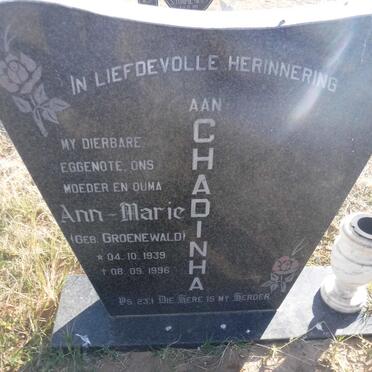 IN LIEFDEVOLLE HERINNERING
AAN
CHADINHA
MY DIERBARE
EGGENOTE, ONS
MOEDER EN OUMA
Ann-Marie
(GEB. GROENEWALD)
* 04. 10. 1939
† 08. 09. 1996
PS. 23:1 DIE HERE IS MY HERDER